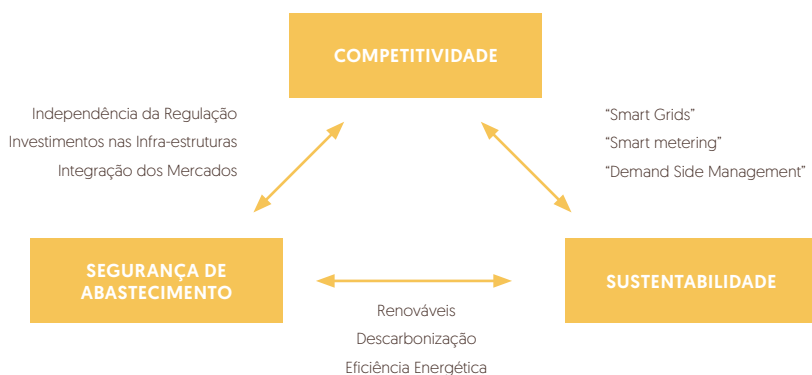 COMPETITIVIDADE
Independência da Regulação
Investimentos nas Infra-estruturas
Integração dos Mercados
“Smart Grids”
“Smart metering”
“Demand Side Management”
SEGURANÇA DE
ABASTECIMENTO
SUSTENTABILIDADE
Renováveis
Descarbonização
Eficiência Energética